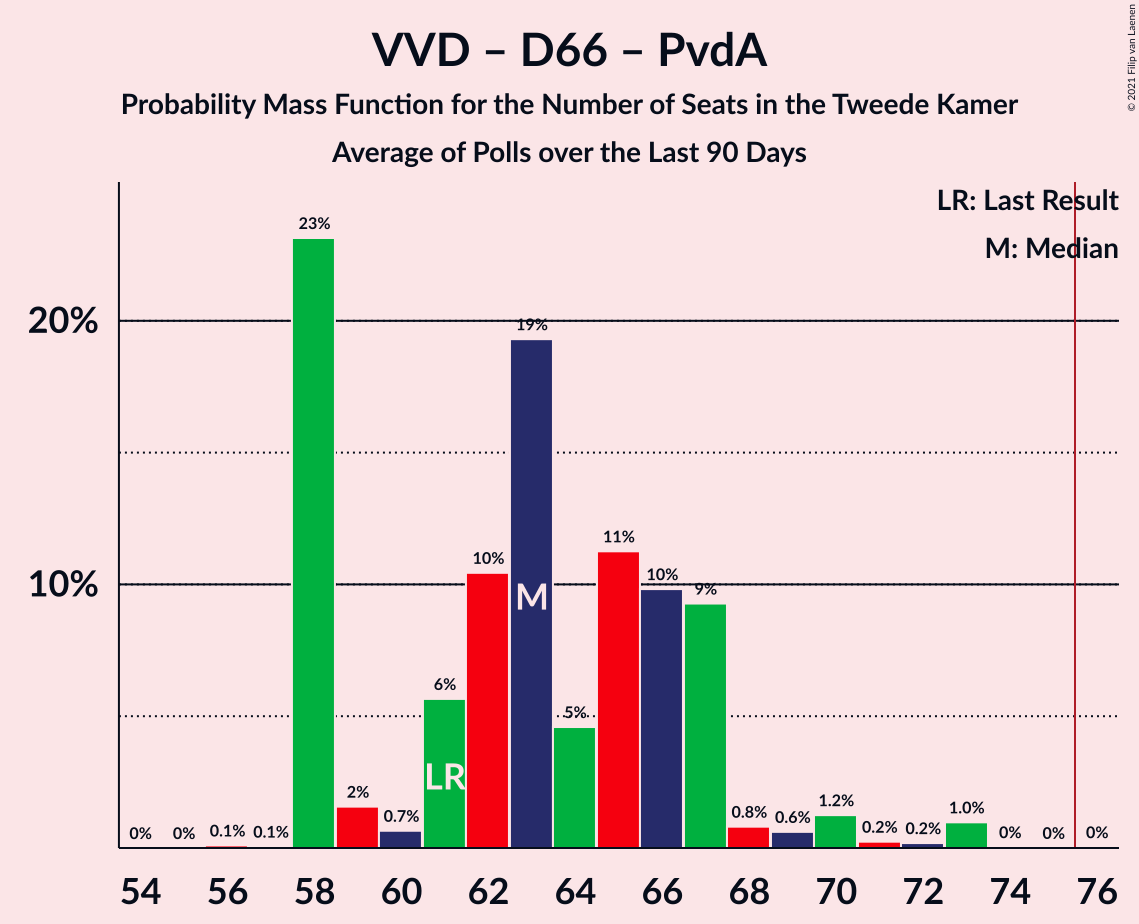 VVD – D66 – PvdA
Probability Mass Function for the Number of Seats in the Tweede Kamer
Average of Polls over the Last 90 Days
© 2021 Filip van Laenen
LR: Last Result
M: Median
20%
10%
0%
0%
0.1%
0.1%
23%
2%
0.7%
6%
10%
19%
5%
11%
10%
9%
0.8%
0.6%
1.2%
0.2%
0.2%
1.0%
0%
0%
0%
LR
M
54 56 58 60 62 64 66 68 70 72 74 76